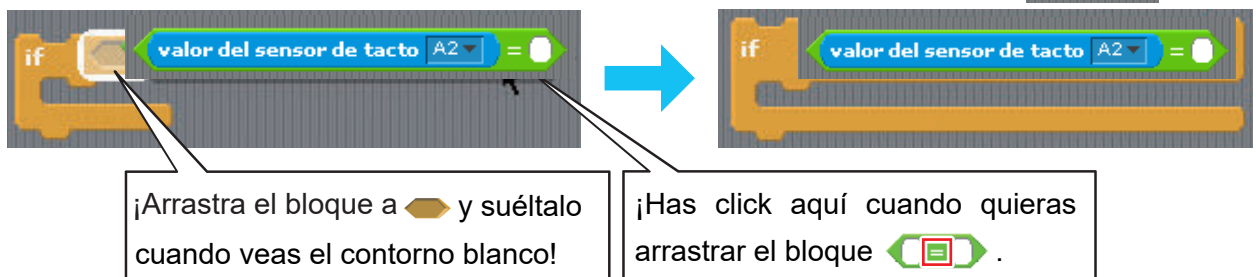 if valor del sensor de tacto A2 =
if valor del sensor de tacto A2 =
¡Arrastra el bloque a y suéltalo
cuando veas el contorno blanco!
¡Has click aquí cuando quieras
arrastrar el bloque = .